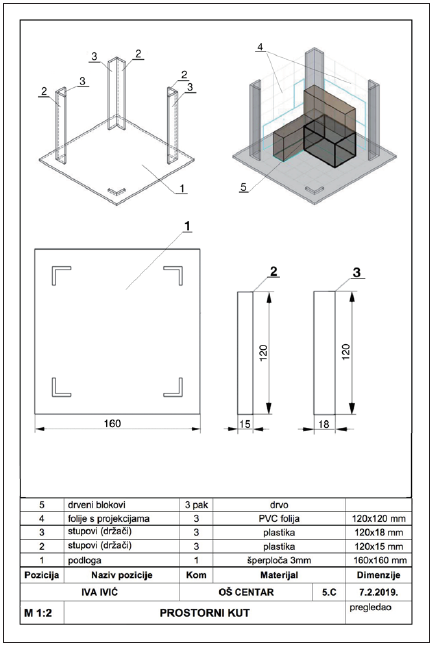 3 2
2 3
2
3
4
1
5
1
2 3
120
120
160
15
18
5 drveni blokovi 3 pak drvo
4 folije s projekcijama 3 PVC folija 120x120 mm
3 stupovi (držači) 3 plastika 120x18 mm
2 stupovi (držači) 3 plastika 120x15 mm
1 podloga 1 šperploča 3mm 160x160 mm
Pozicija Naziv pozicije Kom Materijal Dimenzije
IVA IVIĆ OŠ CENTAR 5.C 7.2.2019.
M 1:2 PROSTORNI KUT pregledao